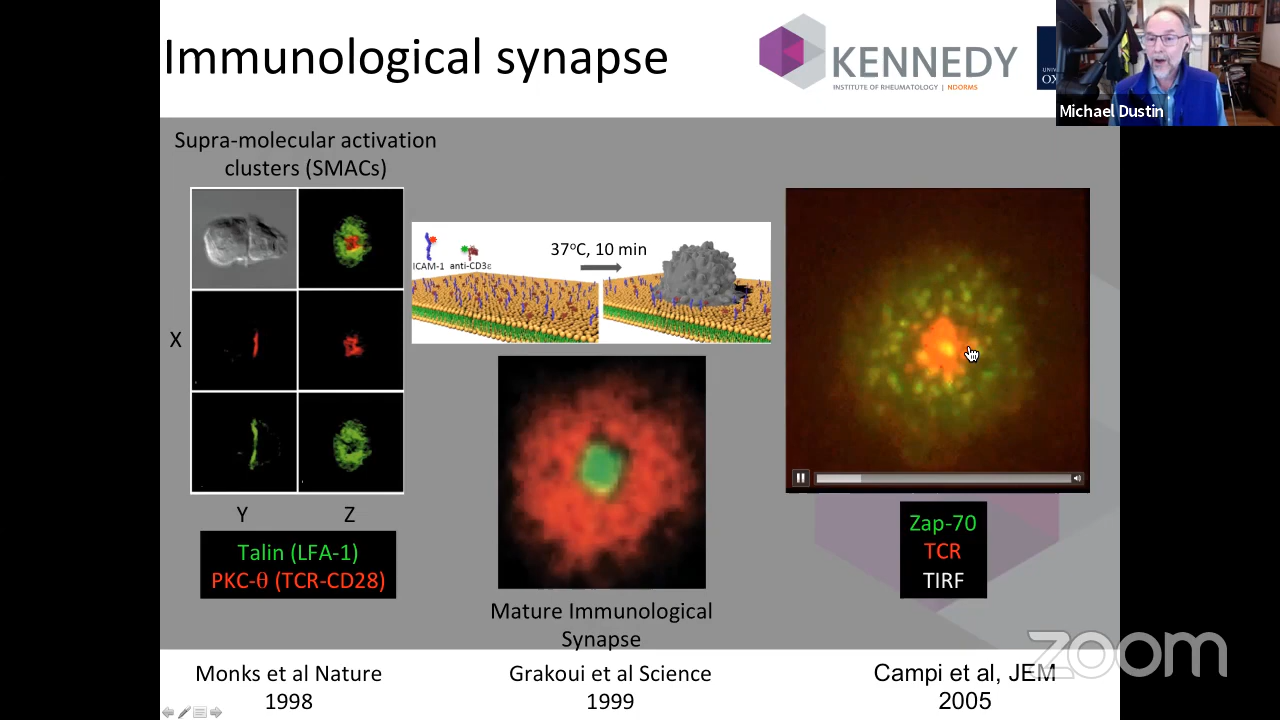 Immunological synapse
KENNEDY
INSTITUTE OF RHEUMATOLOGY | NDORMS
Michael Dustin
Supra-molecular activation
clusters (SMACs)
X
Y
Z
Talin (LFA-1)
PKC-θ (TCR-CD28)
Monks et al Nature
1998
ICAM-1
anti-CD3ε
37ºC, 10 min
Mature Immunological
Synapse
Grakoui et al Science
1999
Zap-70
TCR
TIRF
Campi et al, JEM
2005
zoom